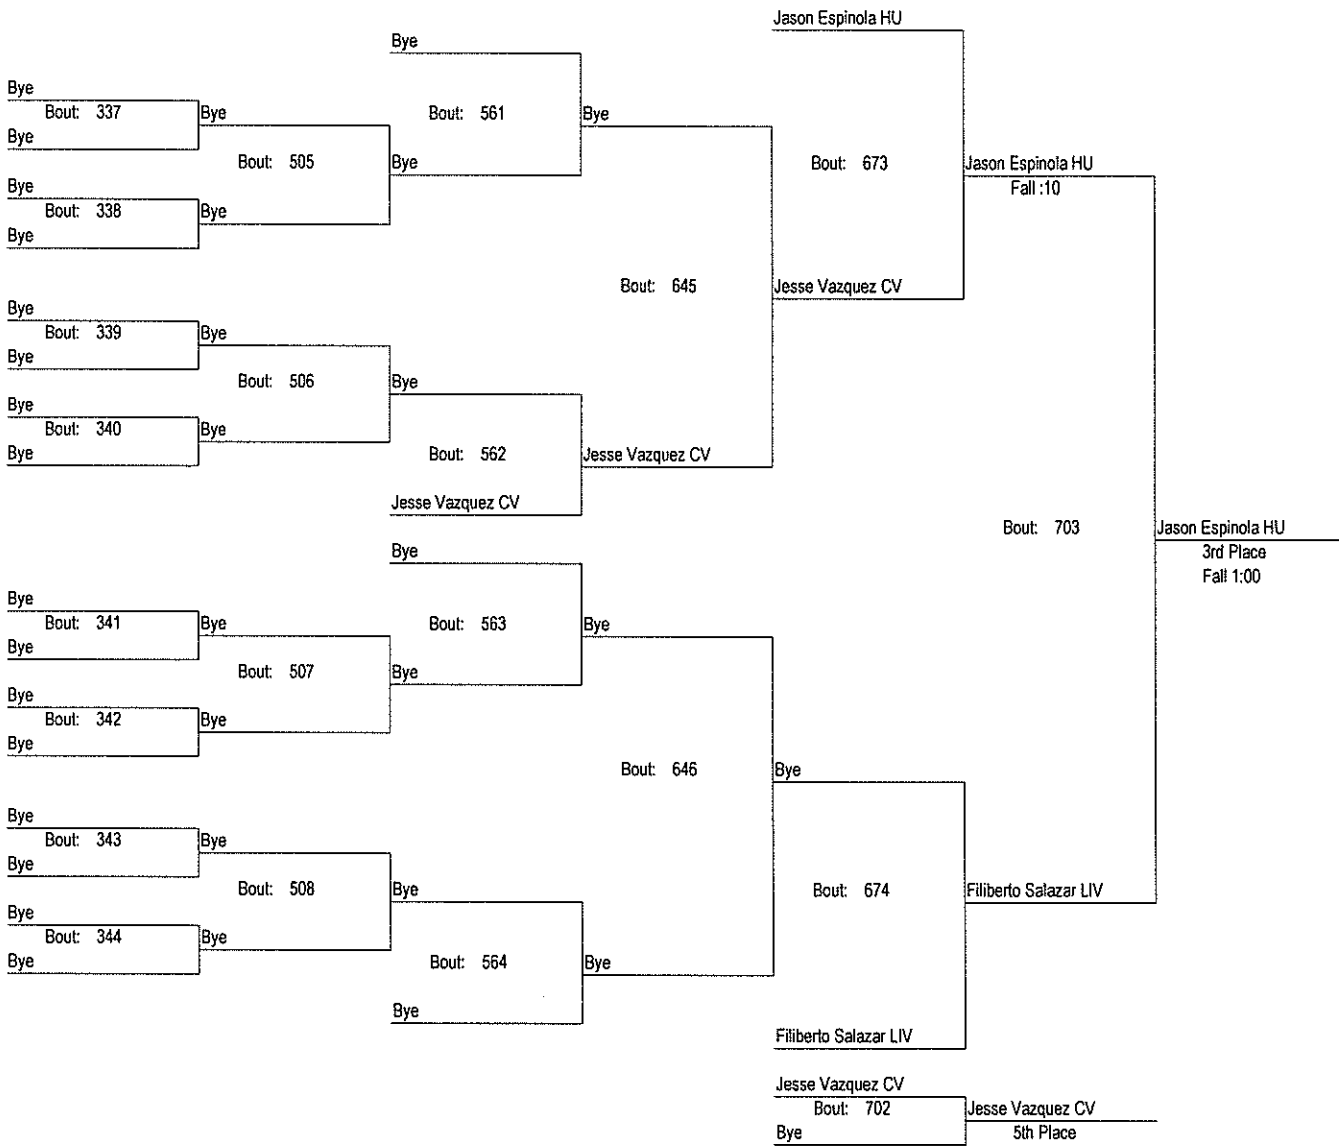 Jason Espinola HU
Bye
Bye
Bout: 337
Bye
Bye
Bout: 505
Bye
Bout: 338
Bye
Bye
Bout: 561
Bye
Bye
Bout: 673
Jason Espinola HU
Fall :10
Bye
Bout: 339
Bye
Bye
Bout: 506
Bye
Bout: 340
Bye
Bye
Bye
Bout: 562
Jesse Vazquez CV
Jesse Vazquez CV
Bout: 645
Jesse Vazquez CV
Bye
Bye
Bout: 341
Bye
Bye
Bout: 507
Bye
Bout: 342
Bye
Bye
Bout: 563
Bye
Bye
Bout: 703
Jason Espinola HU
3rd Place
Fall 1:00
Bye
Bout: 343
Bye
Bye
Bout: 508
Bye
Bout: 344
Bye
Bye
Bye
Bout: 564
Bye
Bye
Bout: 646
Bye
Bout: 674
Filiberto Salazar LIV
Filiberto Salazar LIV
Jesse Vazquez CV
Bout: 702
Bye
Jesse Vazquez CV
5th Place